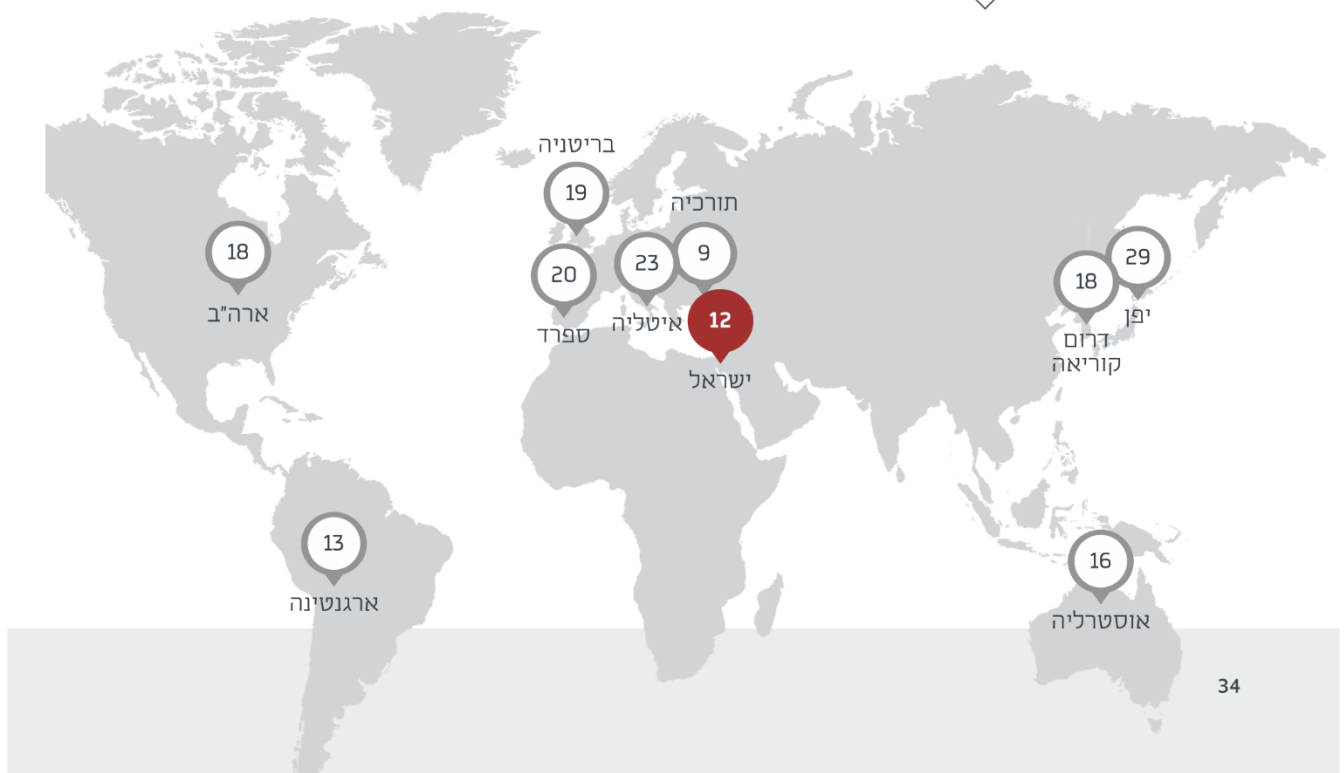 בריטניה
19
תורכיה
9
18
ארה"ב
20
ספרד
23
איטליה
12
ישראל
29
יפן
18
דרום
קוריאה
13
ארגנטינה
16
אוסטרליה
34